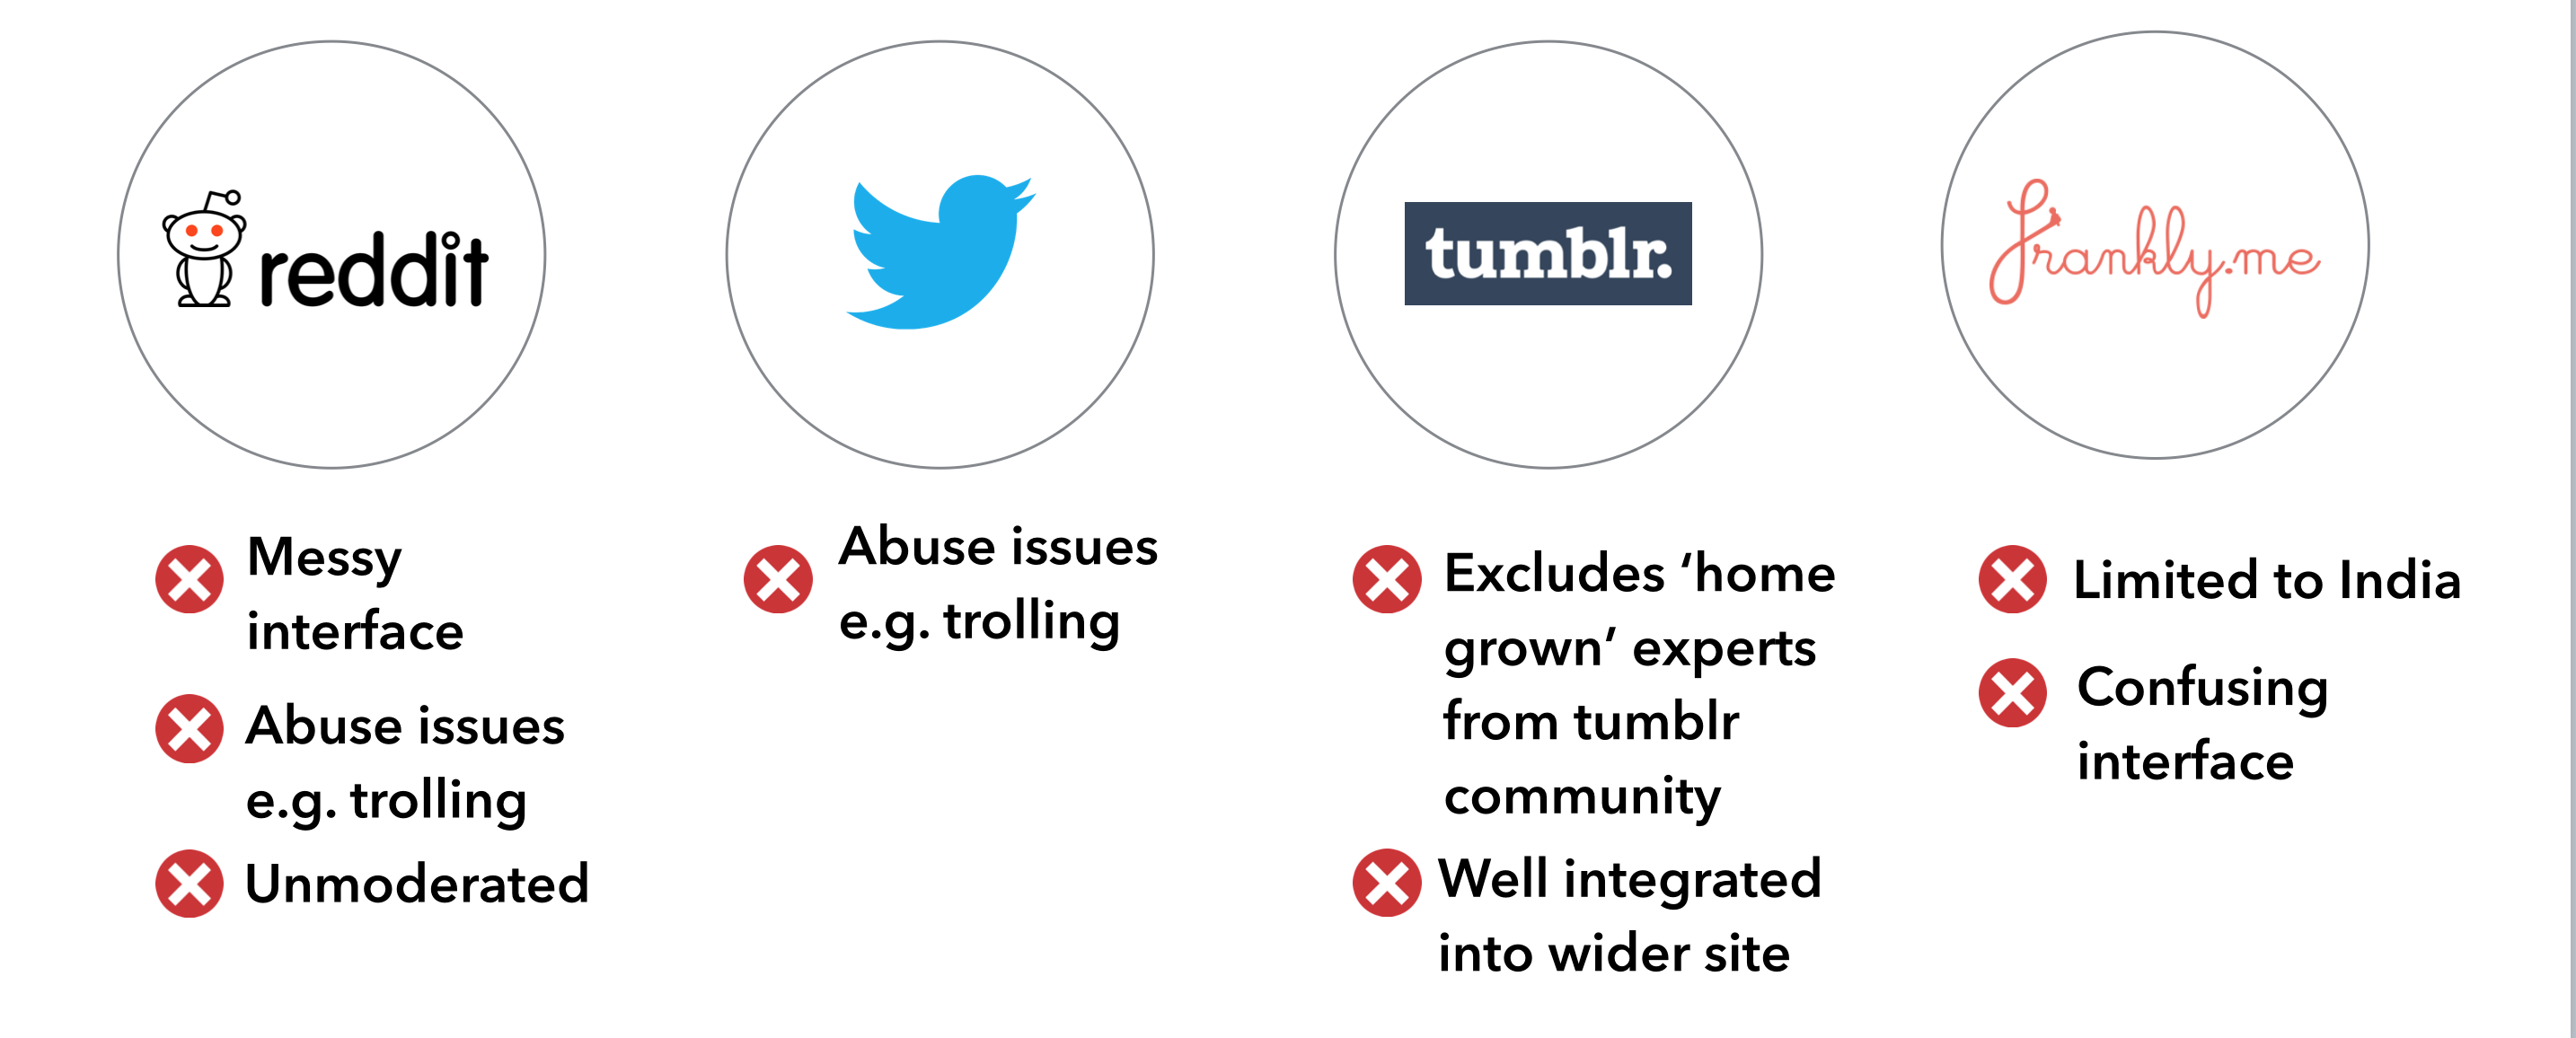 reddit
Messy
interface
Abuse issues
e.g. trolling
Unmoderated
Abuse issues
e.g. trolling
tumblr.
Excludes ‘home
grown’ experts
from tumblr
community
Well integrated
into wider site
frankly.me
Limited to India
Confusing
interface